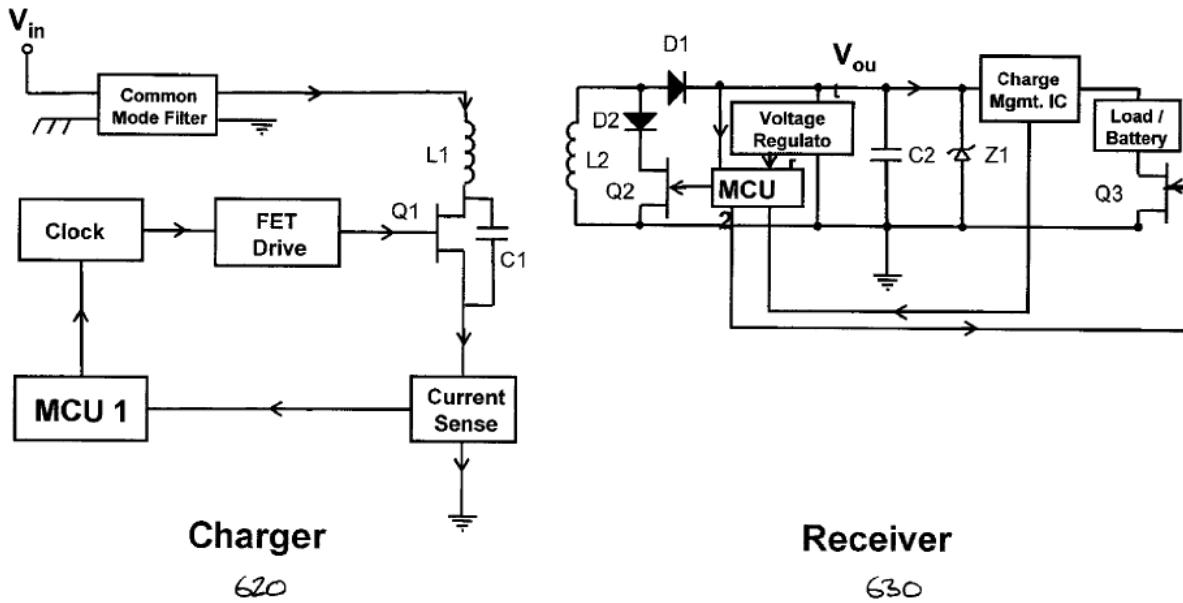 Vin
Common
Mode Filter
L1
Clock
FET
Drive
Q1
C1
MCU 1
Current
Sense
Charger
620
D1
Vou
t
D2
Voltage
Regulato
r
L2
Q2
MCU
2
C2
Z1
Charge
Mgmt. IC
Load /
Battery
Q3
Receiver
630